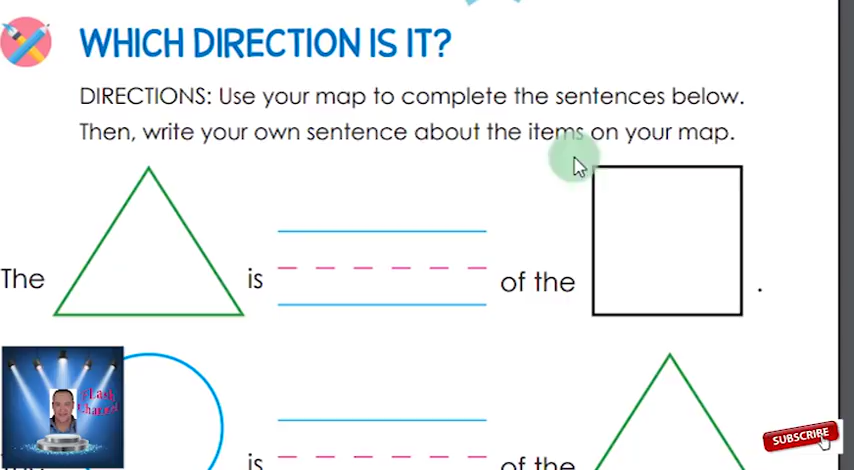 WHICH DIRECTION IS IT?
DIRECTIONS: Use your map to complete the sentences below.
Then, write your own sentence about the items on your map.
The is of the .
is of the
Channel
SUBSCRIBE